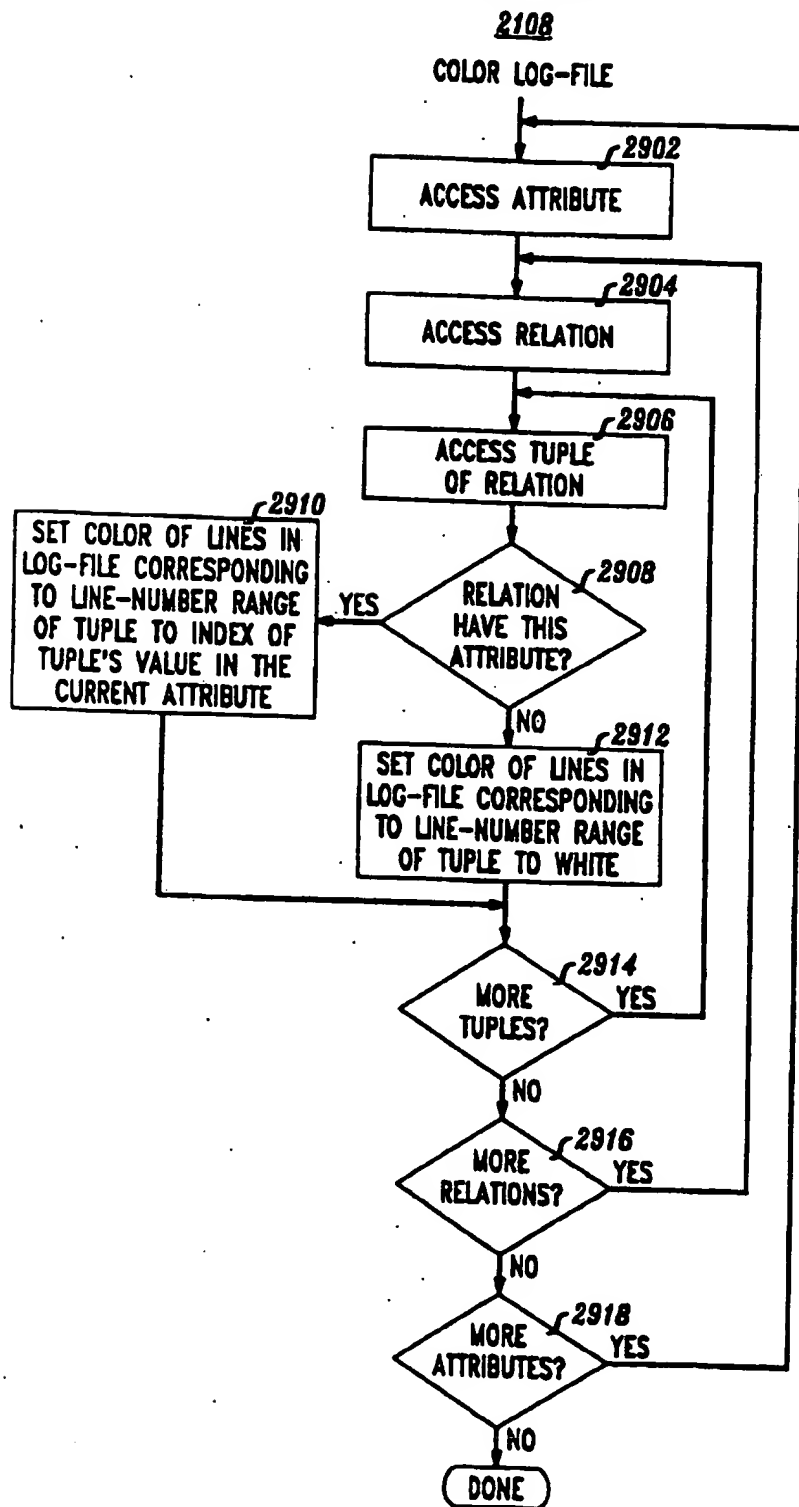 2108
COLOR LOG-FILE
2902
ACCESS ATTRIBUTE
2904
ACCESS RELATION
2906
ACCESS TUPLE
OF RELATION
2910
SET COLOR OF LINES IN
LOG-FILE CORRESPONDING
TO LINE-NUMBER RANGE
OF TUPLE TO INDEX OF
TUPLE'S VALUE IN THE
CURRENT ATTRIBUTE
YES
2908
RELATION
HAVE THIS
ATTRIBUTE?
NO
2912
SET COLOR OF LINES IN
LOG-FILE CORRESPONDING
TO LINE-NUMBER RANGE
OF TUPLE TO WHITE
2914
MORE
TUPLES?
YES
NO
2916
MORE
RELATIONS?
YES
NO
2918
MORE
ATTRIBUTES?
YES
NO
DONE